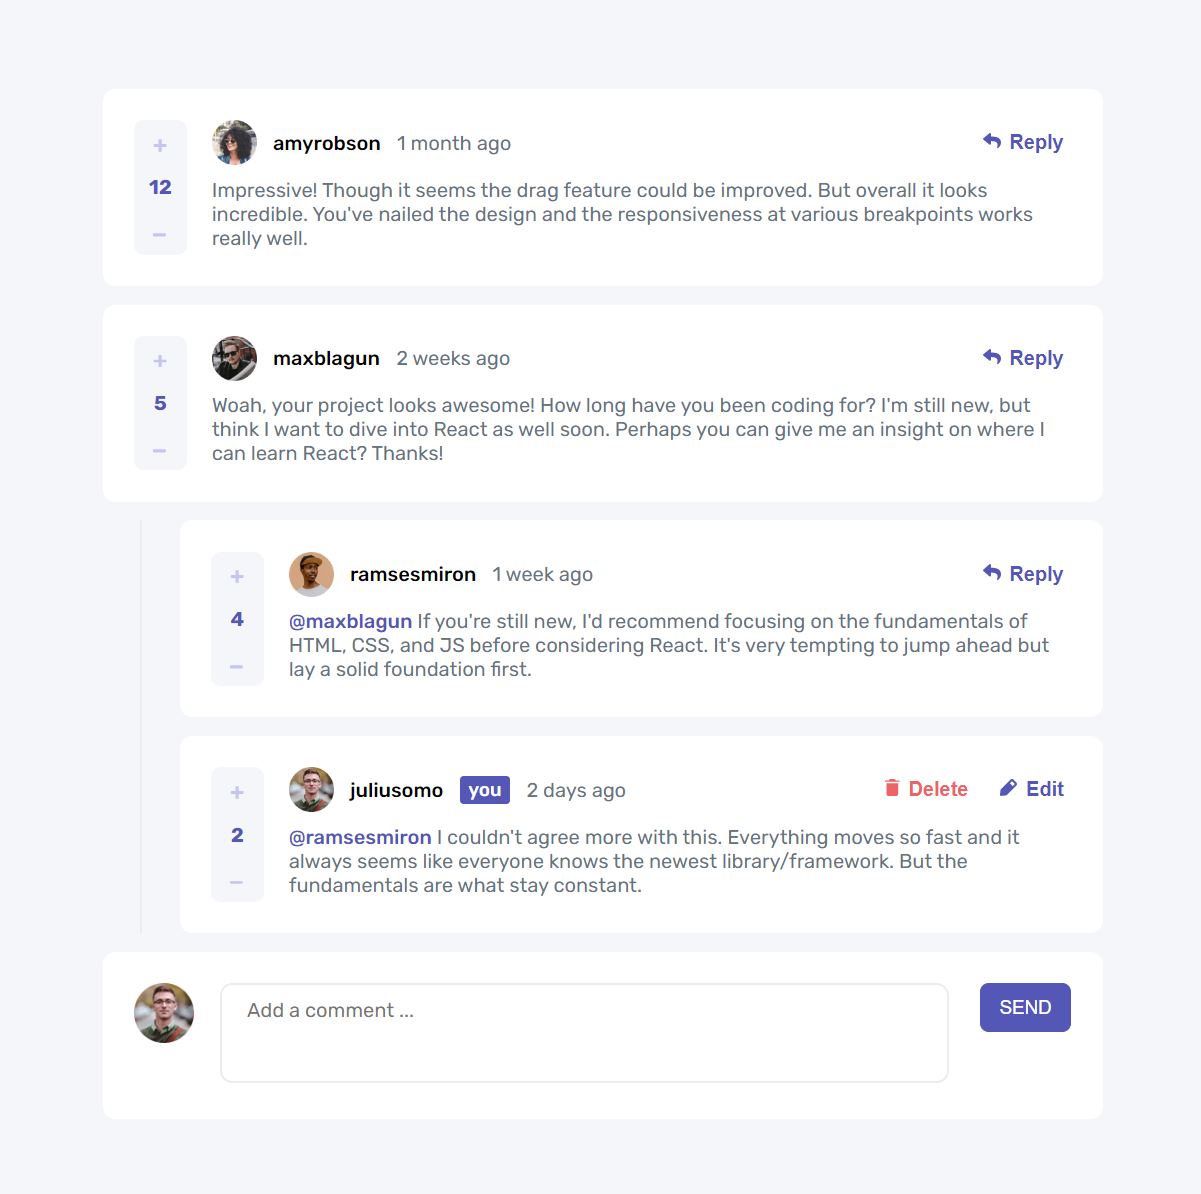 +
12
−
amyrobson 1 month ago
Reply
Impressive! Though it seems the drag feature could be improved. But overall it looks
incredible. You've nailed the design and the responsiveness at various breakpoints works
really well.
+
5
−
maxblagun 2 weeks ago
Reply
Woah, your project looks awesome! How long have you been coding for? I'm still new, but
think I want to dive into React as well soon. Perhaps you can give me an insight on where I
can learn React? Thanks!
+
4
−
ramsesmiron 1 week ago
Reply
@maxblagun If you're still new, I'd recommend focusing on the fundamentals of
HTML, CSS, and JS before considering React. It's very tempting to jump ahead but
lay a solid foundation first.
+
2
−
juliusomo you 2 days ago
Delete Edit
@ramsesmiron I couldn't agree more with this. Everything moves so fast and it
always seems like everyone knows the newest library/framework. But the
fundamentals are what stay constant.
Add a comment ...
SEND